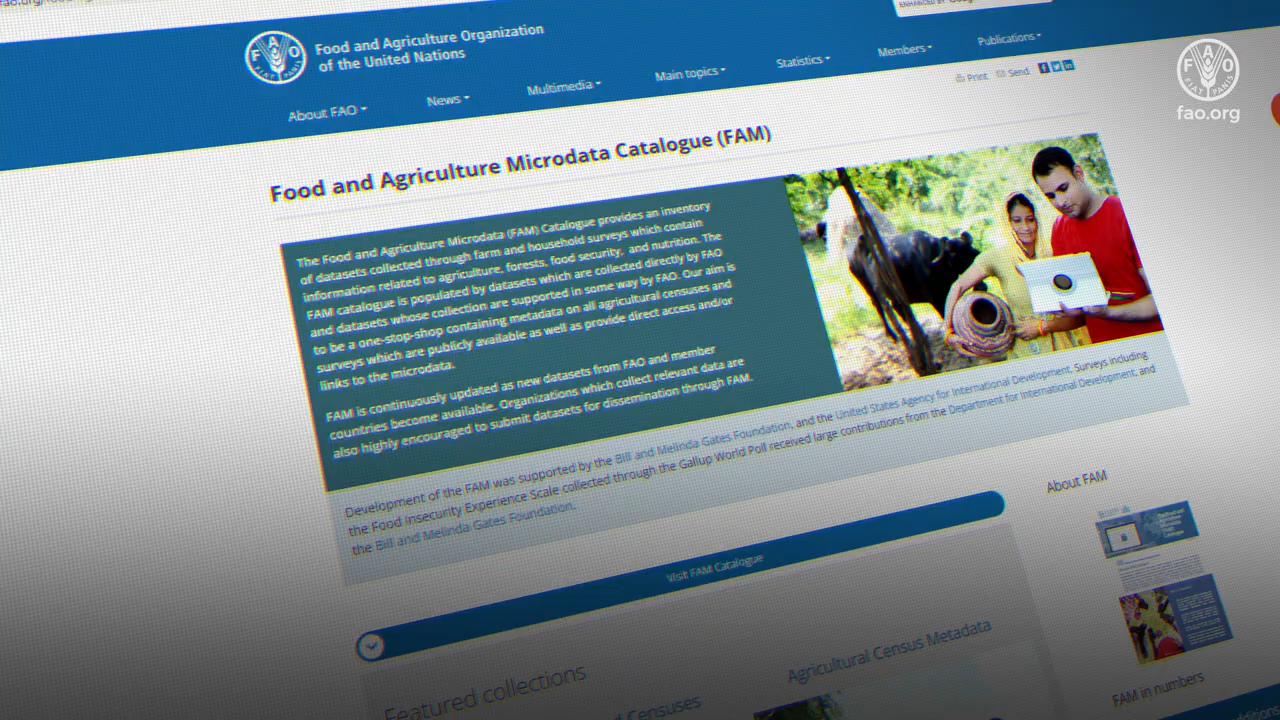 ENHANCED BY
Food and Agriculture Organization
of the United Nations
FAO
FIAT PANIS
About FAO
News
Multimedia
Main topics
Statistics
Members
Publications
Print
Send
FAO
FIAT PANIS
fao.org
Food and Agriculture Microdata Catalogue (FAM)
The Food and Agriculture Microdata (FAM) Catalogue provides an inventory
of datasets collected through farm and household surveys which contain
information related to agriculture, forests, food security, and nutrition. The
FAM catalogue is populated by datasets which are collected directly by FAO
and datasets whose collection are supported in some way by FAO. Our aim is
to be a one-stop-shop containing metadata on all agricultural censuses and
surveys which are publicly available as well as provide direct access and/or
links to the microdata.
FAM is continuously updated as new datasets from FAO and member
countries become available. Organizations which collect relevant data are
also highly encouraged to submit datasets for dissemination through FAM.
Development of the FAM was supported by the Bill and Melinda Gates Foundation, and the United States Agency for International Development. Surveys including
the Food Insecurity Experience Scale collected through the Gallup World Poll received large contributions from the Department for International Development, and
the Bill and Melinda Gates Foundation.
Visit FAM Catalogue
About FAM
Featured collections
Agricultural Census Metadata
Censuses
FAM in numbers